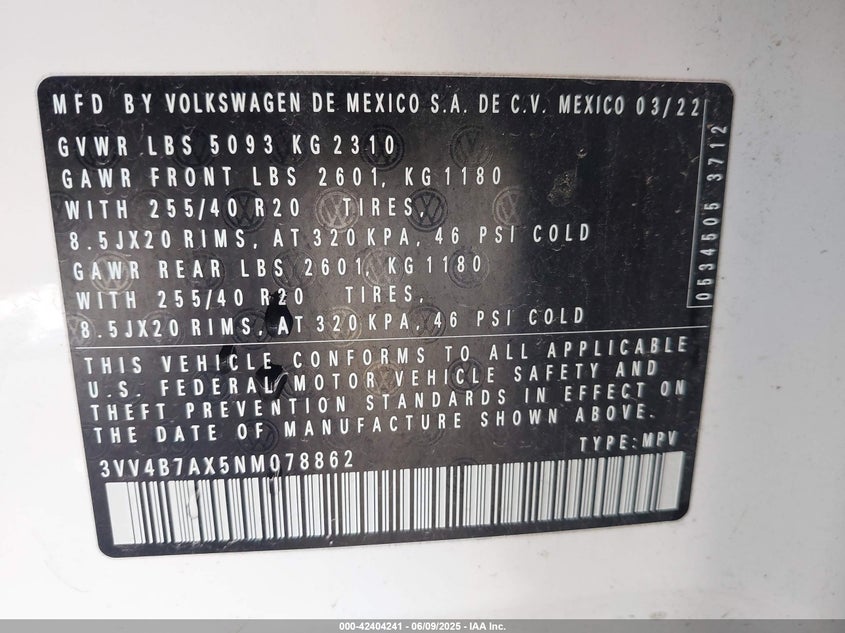 MFD BY VOLKSWAGEN DE MEXICO S.A. DE C.V. MEXICO 03/22
GVWR LBS 5093 KG 2310
GAWR FRONT LBS 2601, KG 1180
WITH 255/40 R20 TIRES,
8.5JX20 RIMS, AT 320 KPA, 46 PSI COLD
GAWR REAR LBS 2601, KG 1180
WITH 255/40 R20 TIRES,
8.5JX20 RIMS, AT 320 KPA, 46 PSI COLD
0534505 3712
THIS VEHICLE CONFORMS TO ALL APPLICABLE
U.S. FEDERAL MOTOR VEHICLE SAFETY AND
THEFT PREVENTION STANDARDS IN EFFECT ON
THE DATE OF MANUFACTURE SHOWN ABOVE.
TYPE: MPV
3VV4B7AX5NM078862
000-42404241 - 06/09/2025 - IAA Inc.